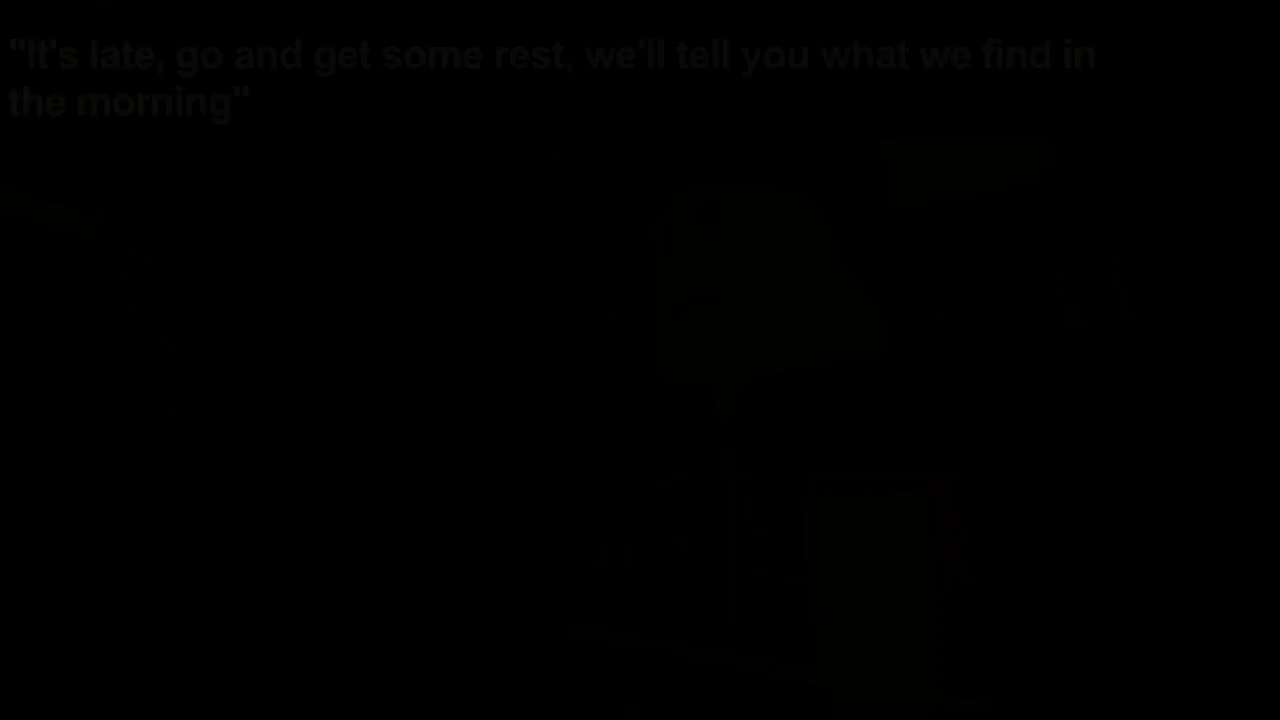 "It's late, go and get some rest, we'll tell you what we find in
the morning"